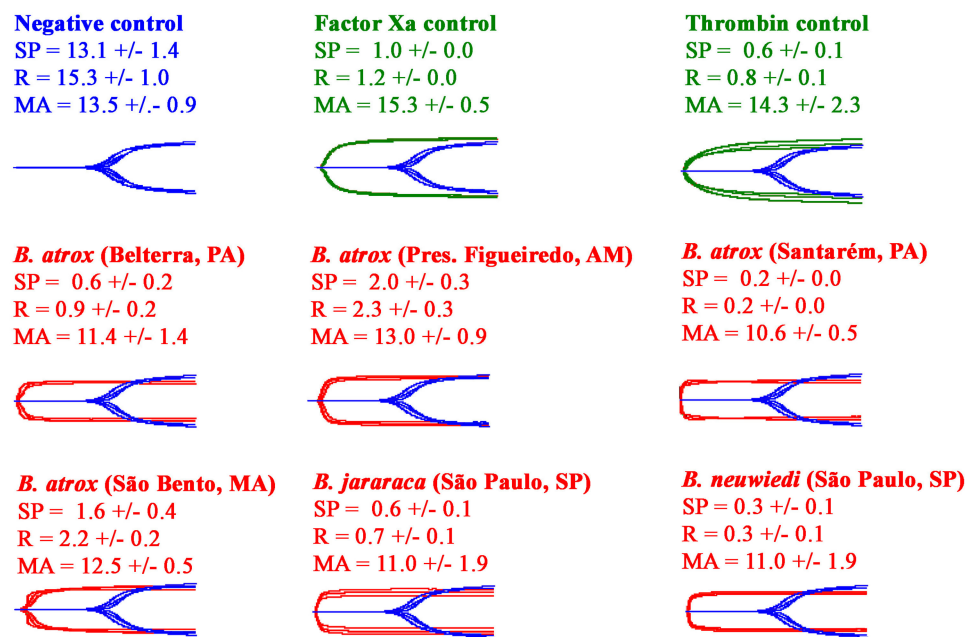 Negative control
SP = 13.1 +/- 1.4
R = 15.3 +/- 1.0
MA = 13.5 +/.- 0.9
Factor Xa control
SP = 1.0 +/- 0.0
R = 1.2 +/- 0.0
MA = 15.3 +/- 0.5
Thrombin control
SP = 0.6 +/- 0.1
R = 0.8 +/- 0.1
MA = 14.3 +/- 2.3
B. atrox (Belterra, PA)
SP = 0.6 +/- 0.2
R = 0.9 +/- 0.2
MA = 11.4 +/- 1.4
B. atrox (Pres. Figueiredo, AM)
SP = 2.0 +/- 0.3
R = 2.3 +/- 0.3
MA = 13.0 +/- 0.9
B. atrox (Santarém, PA)
SP = 0.2 +/- 0.0
R = 0.2 +/- 0.0
MA = 10.6 +/- 0.5
B. atrox (São Bento, MA)
SP = 1.6 +/- 0.4
R = 2.2 +/- 0.2
MA = 12.5 +/- 0.5
B. jararaca (São Paulo, SP)
SP = 0.6 +/- 0.1
R = 0.7 +/- 0.1
MA = 11.0 +/- 1.9
B. neuwiedi (São Paulo, SP)
SP = 0.3 +/- 0.1
R = 0.3 +/- 0.1
MA = 11.0 +/- 1.9